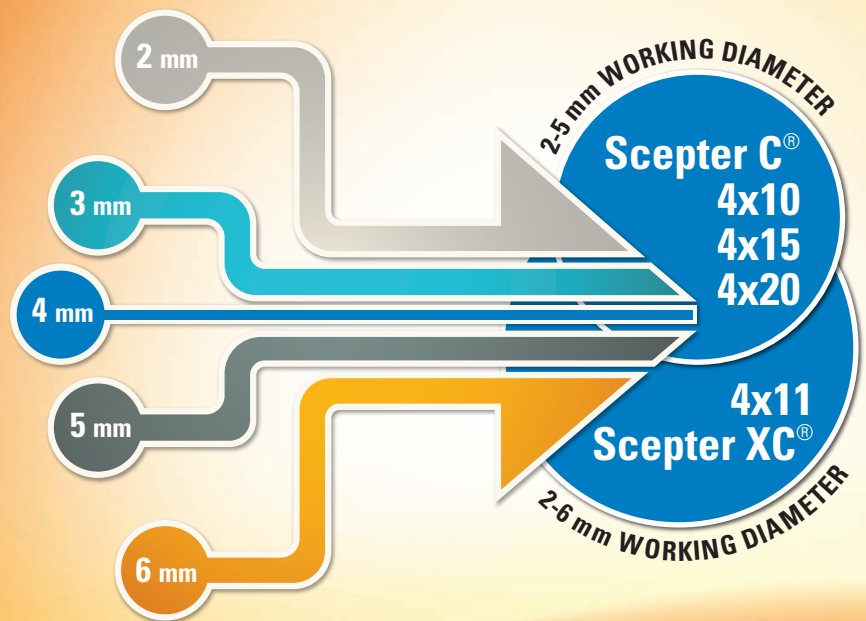 2 mm
3 mm
4 mm
5 mm
6 mm
2-5 mm WORKING DIAMETER
Scepter C®
4x10
4x15
4x20
4x11
Scepter XC®
2-6 mm WORKING DIAMETER